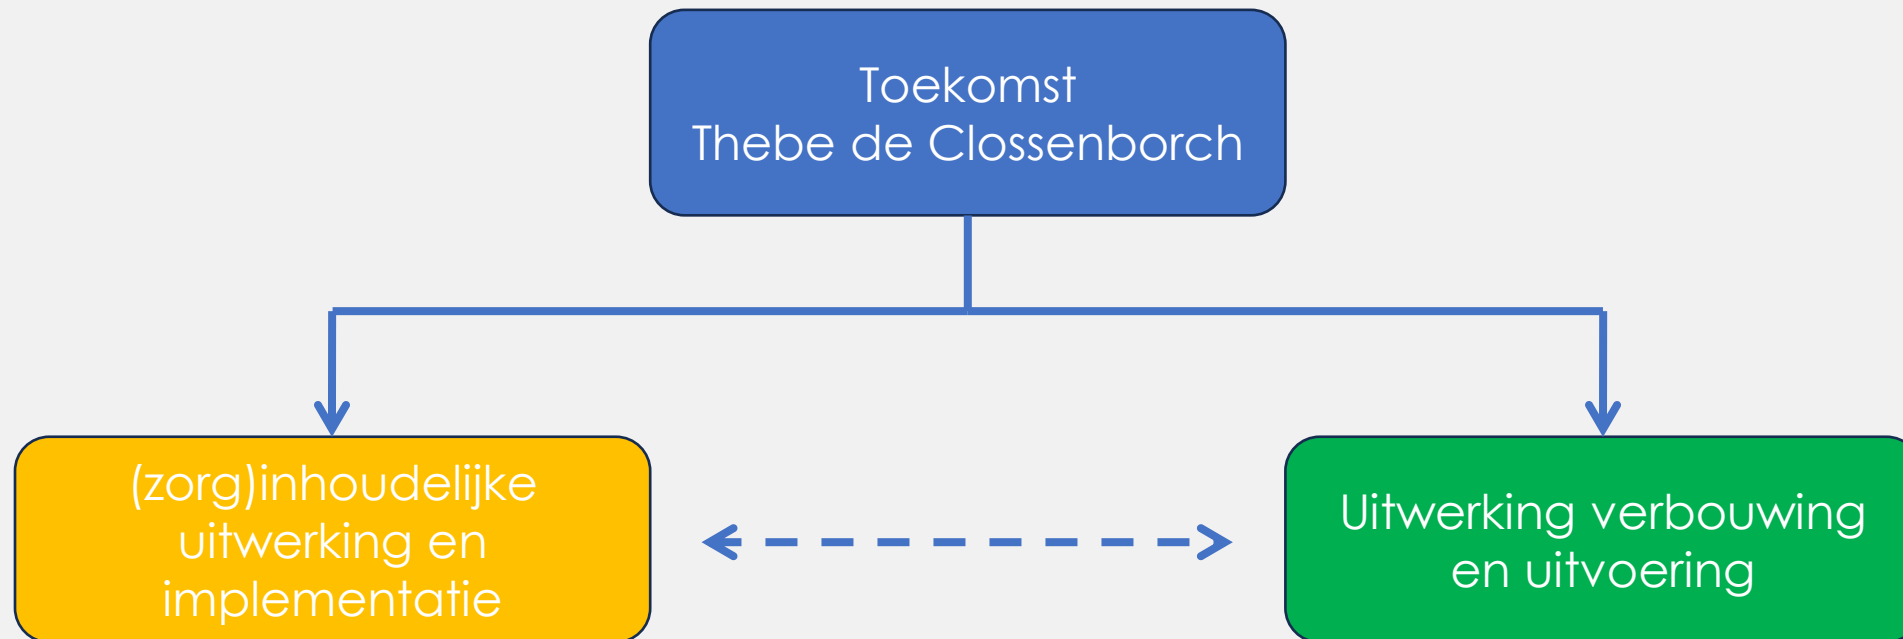 Toekomst
Thebe de Clossenborch
(zorg)inhoudelijke
uitwerking en
implementatie
Uitwerking verbouwing
en uitvoering